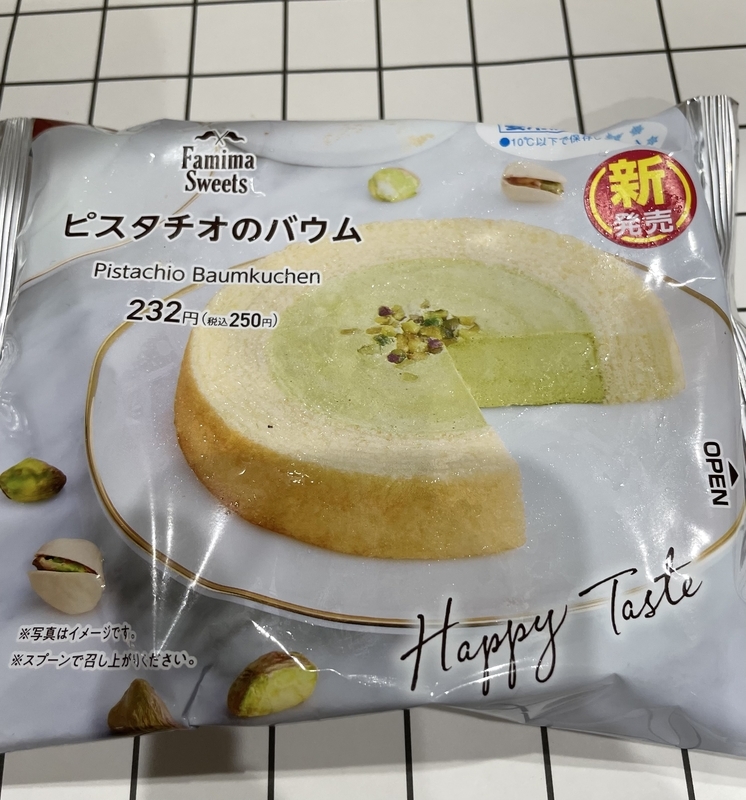 Famima
Sweets
ピスタチオのバウム
Pistachio Baumkuchen
232円(税込250円)
●10℃以下で保存
新
発売
OPEN
Happy Taste
※写真はイメージです。
※スプーンで召し上がりください。